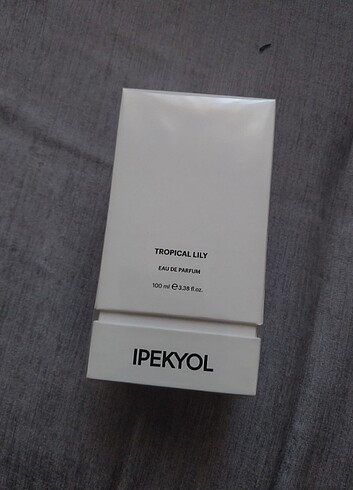 TROPICAL LILY
EAU DE PARFUM
100 ml ℮ 3.38 fl.oz.
IPEKYOL